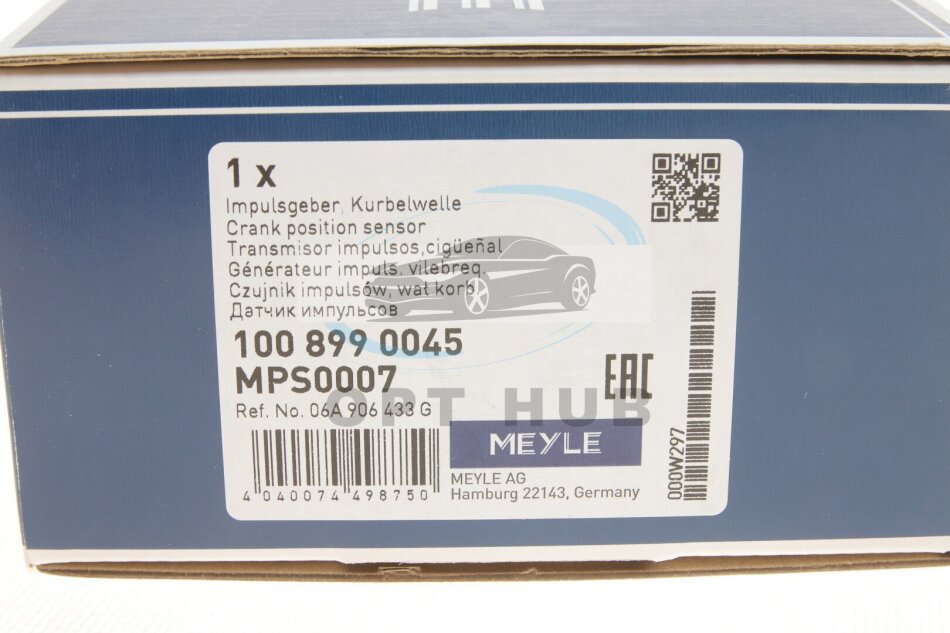 1 x
Impulsgeber, Kurbelwelle
Crank position sensor
Transmisor impulsos,cigüeñal
Générateur impuls. vilebreq.
Czujnik impulsów, wał korb.
Датчик импульсов
100 899 0045
MPS0007
Ref. No. 06A 906 433 G
EAC
OPT HUB
MEYLE
MEYLE AG
Hamburg 22143, Germany
4 040074 498750
000W297